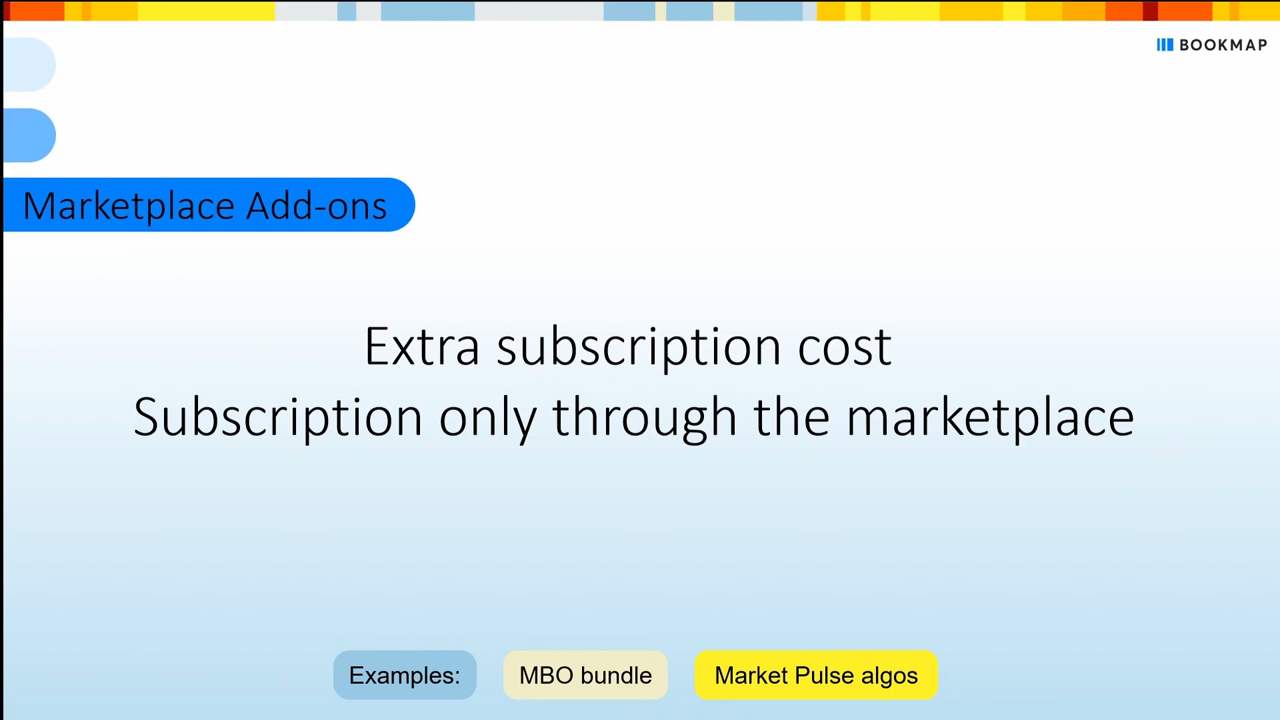 BOOKMAP
Marketplace Add-ons
Extra subscription cost
Subscription only through the marketplace
Examples:
MBO bundle
Market Pulse algos